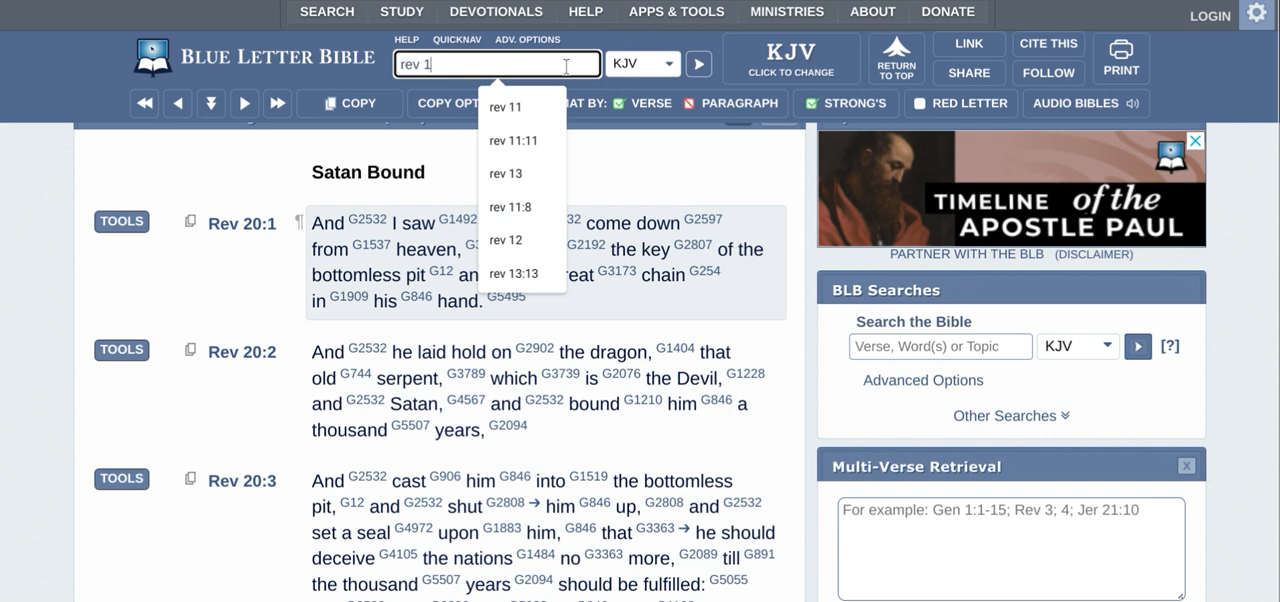 SEARCH STUDY DEVOTIONALS HELP APPS & TOOLS MINISTRIES ABOUT DONATE LOGIN
HELP QUICKNAV ADV. OPTIONS
BLUE LETTER BIBLE
rev 1
KJV
KJV
CLICK TO CHANGE
RETURN
TO TOP
LINK
CITE THIS
SHARE
FOLLOW
PRINT
COPY COPY OPT MAT BY: VERSE PARAGRAPH STRONG'S RED LETTER AUDIO BIBLES
rev 11
rev 11:11
rev 13
rev 11:8
rev 12
rev 13:13
Satan Bound
TOOLS Rev 20:1 ¶ And G2532 I saw G1492 32 come down G2597
from G1537 heaven, G2192 the key G2807 of the
bottomless pit G12 reat G3173 chain G254
in G1909 his G846 hand. G5495
TOOLS Rev 20:2 And G2532 he laid hold on G2902 the dragon, G1404 that
old G744 serpent, G3789 which G3739 is G2076 the Devil, G1228
and G2532 Satan, G4567 and G2532 bound G1210 him G846 a
thousand G5507 years, G2094
TOOLS Rev 20:3 And G2532 cast G906 him G846 into G1519 the bottomless
pit, G12 and G2532 shut G2808 → him G846 up, G2808 and G2532
set a seal G4972 upon G1883 him, G846 that G3363 → he should
deceive G4105 the nations G1484 no G3363 more, G2089 till G891
the thousand G5507 years G2094 should be fulfilled: G5055
TIMELINE of the
APOSTLE PAUL
PARTNER WITH THE BLB (DISCLAIMER)
BLB Searches
Search the Bible
Verse, Word(s) or Topic KJV [?]
Advanced Options
Other Searches
Multi-Verse Retrieval X
For example: Gen 1:1-15; Rev 3; 4; Jer 21:10